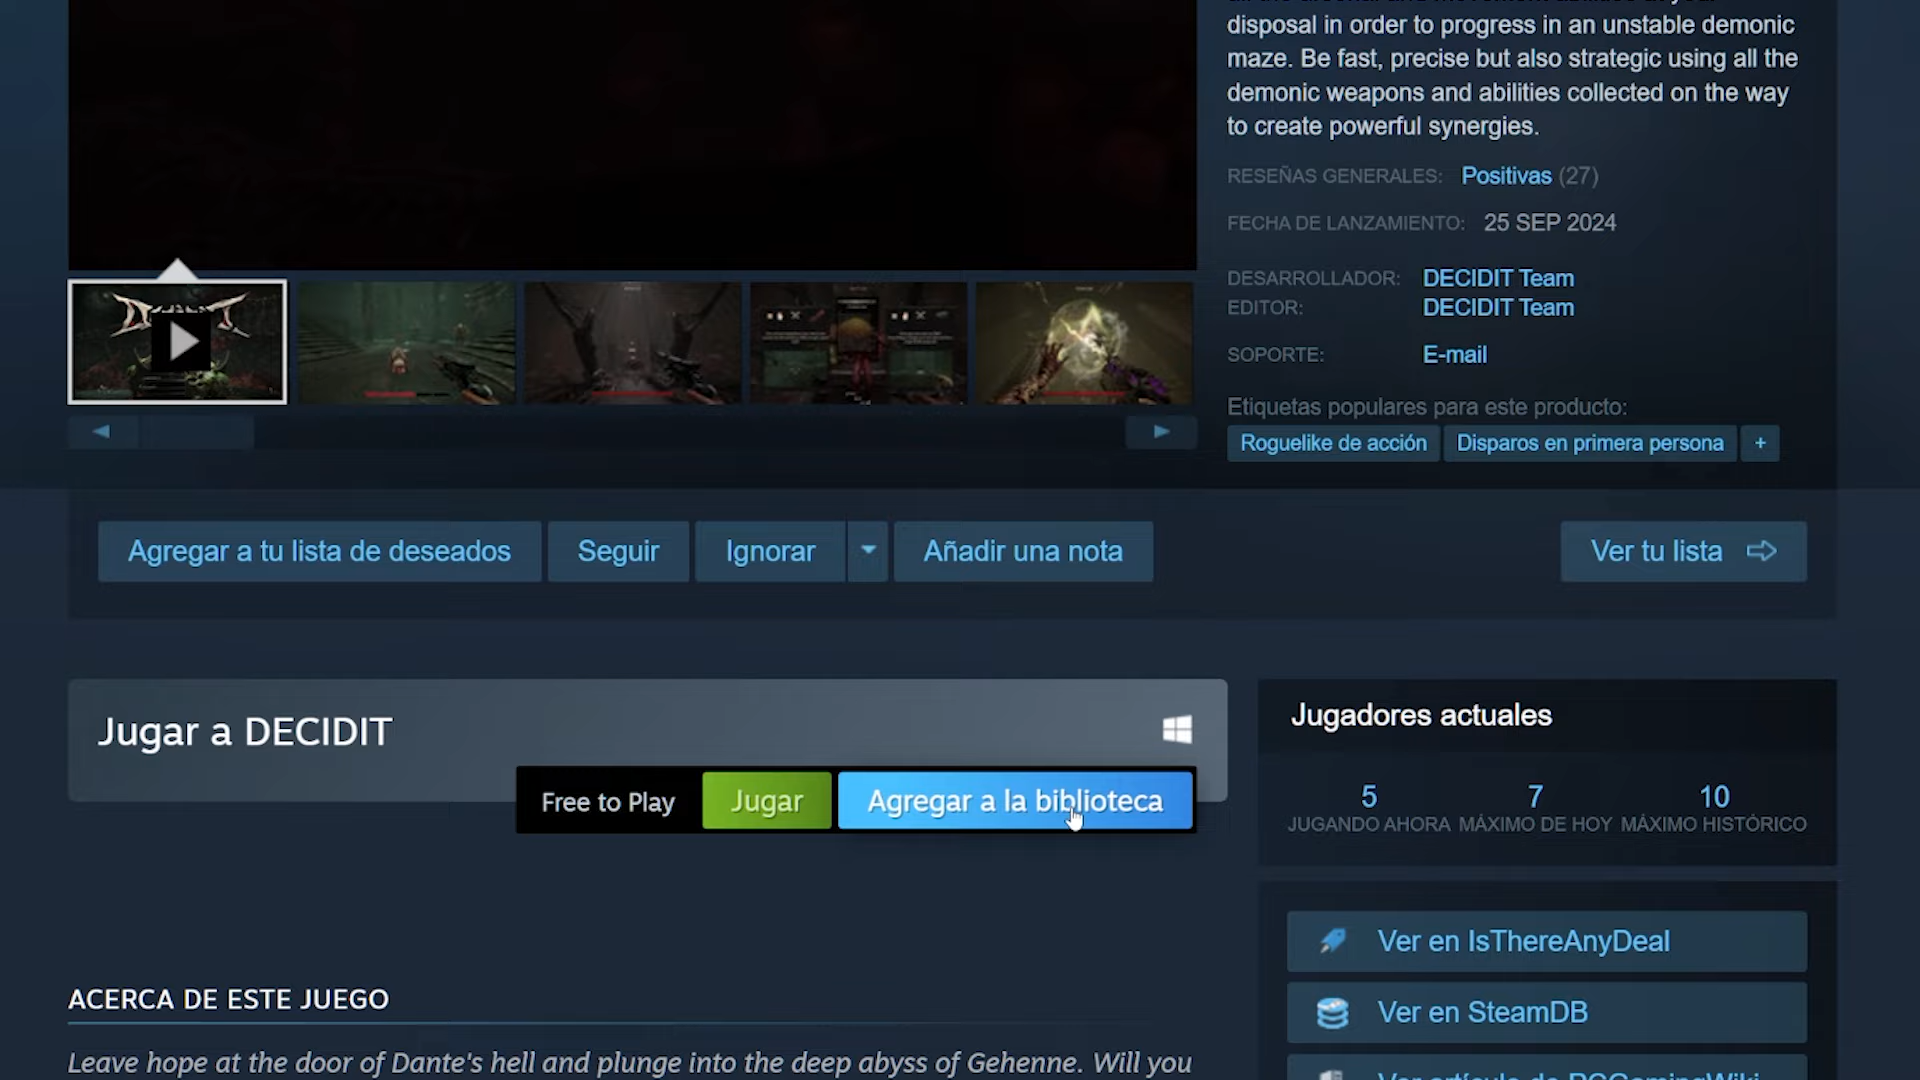 disposal in order to progress in an unstable demonic
maze. Be fast, precise but also strategic using all the
demonic weapons and abilities collected on the way
to create powerful synergies.
RESEÑAS GENERALES: Positivas (27)
FECHA DE LANZAMIENTO: 25 SEP 2024
DESARROLLADOR: DECIDIT Team
EDITOR: DECIDIT Team
SOPORTE: E-mail
Etiquetas populares para este producto:
Roguelike de acción Disparos en primera persona +
Agregar a tu lista de deseados Seguir Ignorar Añadir una nota Ver tu lista
Jugar a DECIDIT
Free to Play Jugar Agregar a la biblioteca
Jugadores actuales
5 7 10
JUGANDO AHORA MÁXIMO DE HOY MÁXIMO HISTÓRICO
Ver en IsThereAnyDeal
Ver en SteamDB
ACERCA DE ESTE JUEGO
Leave hope at the door of Dante's hell and plunge into the deep abyss of Gehenne. Will you